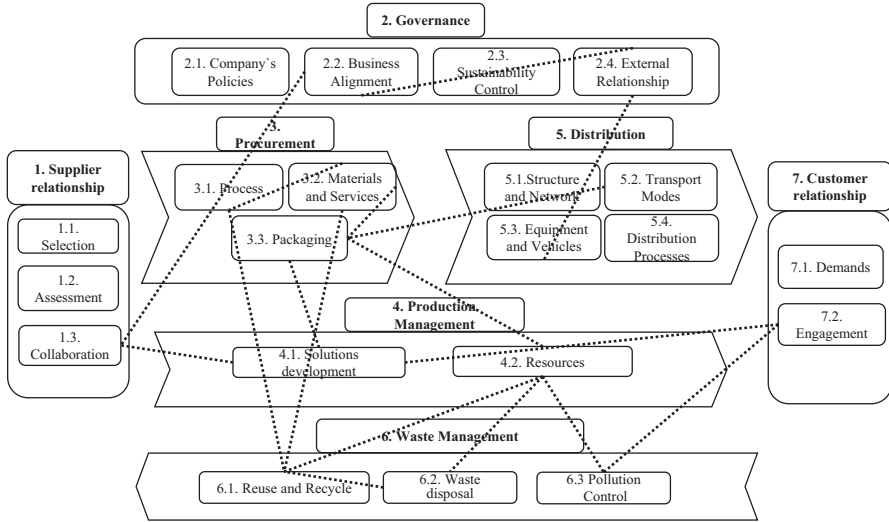 2. Governance
2.1. Company`s
Policies
2.2. Business
Alignment
2.3.
Sustainability
Control
2.4. External
Relationship
3.
Procurement
5. Distribution
1. Supplier
relationship
7. Customer
relationship
3.1. Process
3.2. Materials
and Services
3.3. Packaging
5.1.Structure
and Network
5.2. Transport
Modes
5.3. Equipment
and Vehicles
5.4.
Distribution
Processes
1.1.
Selection
1.2.
Assessment
1.3.
Collaboration
7.1. Demands
7.2.
Engagement
4. Production
Management
4.1. Solutions
development
4.2. Resources
6. Waste Management
6.1. Reuse and Recycle
6.2. Waste
disposal
6.3 Pollution
Control